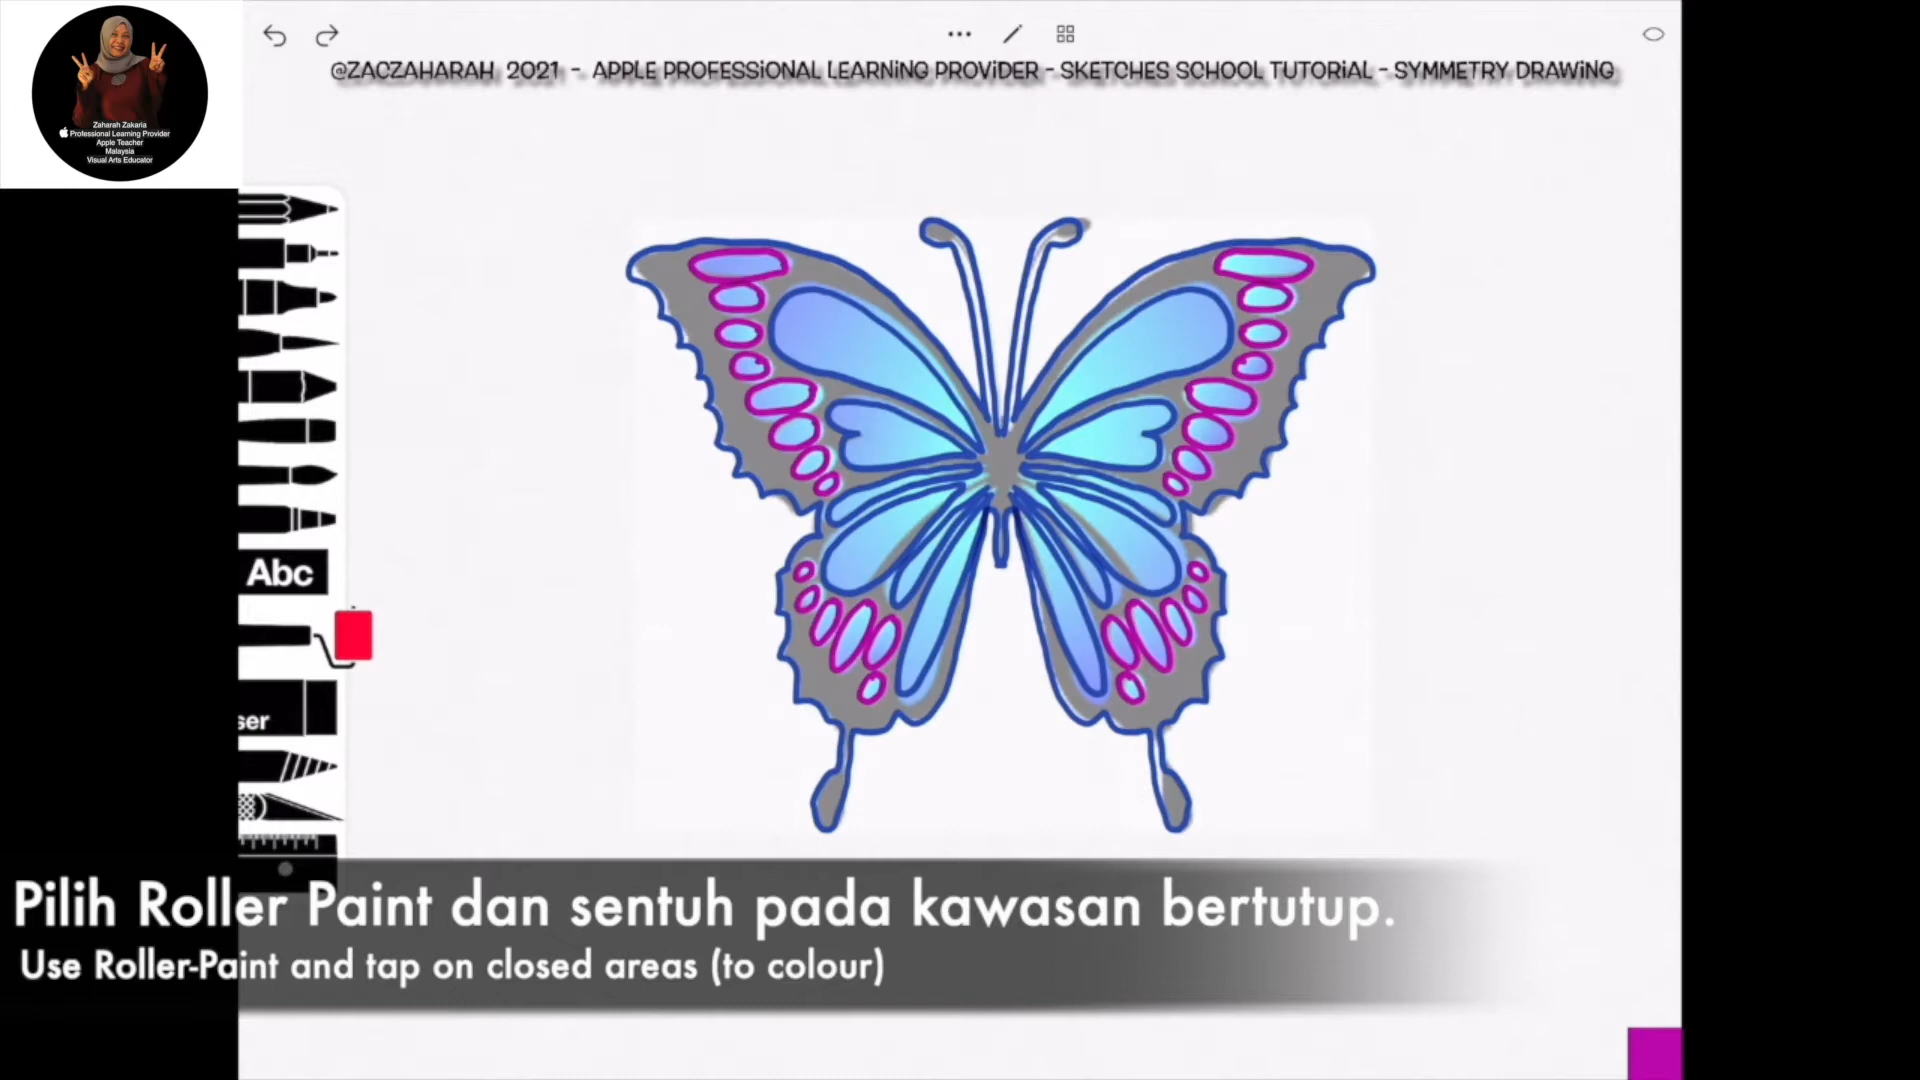 @ZACZAHARAH 2021 - APPLE PROFESSiONAL LEARNiNG PROViDER - SKETCHES SCHOOL TUTORiAL - SYMMETRY DRAWiNG
Zaharah Zakaria
Professional Learning Provider
Apple Teacher
Malaysia
Visual Arts Educator
Abc
ser
Pilih Roller Paint dan sentuh pada kawasan bertutup.
Use Roller-Paint and tap on closed areas (to colour)